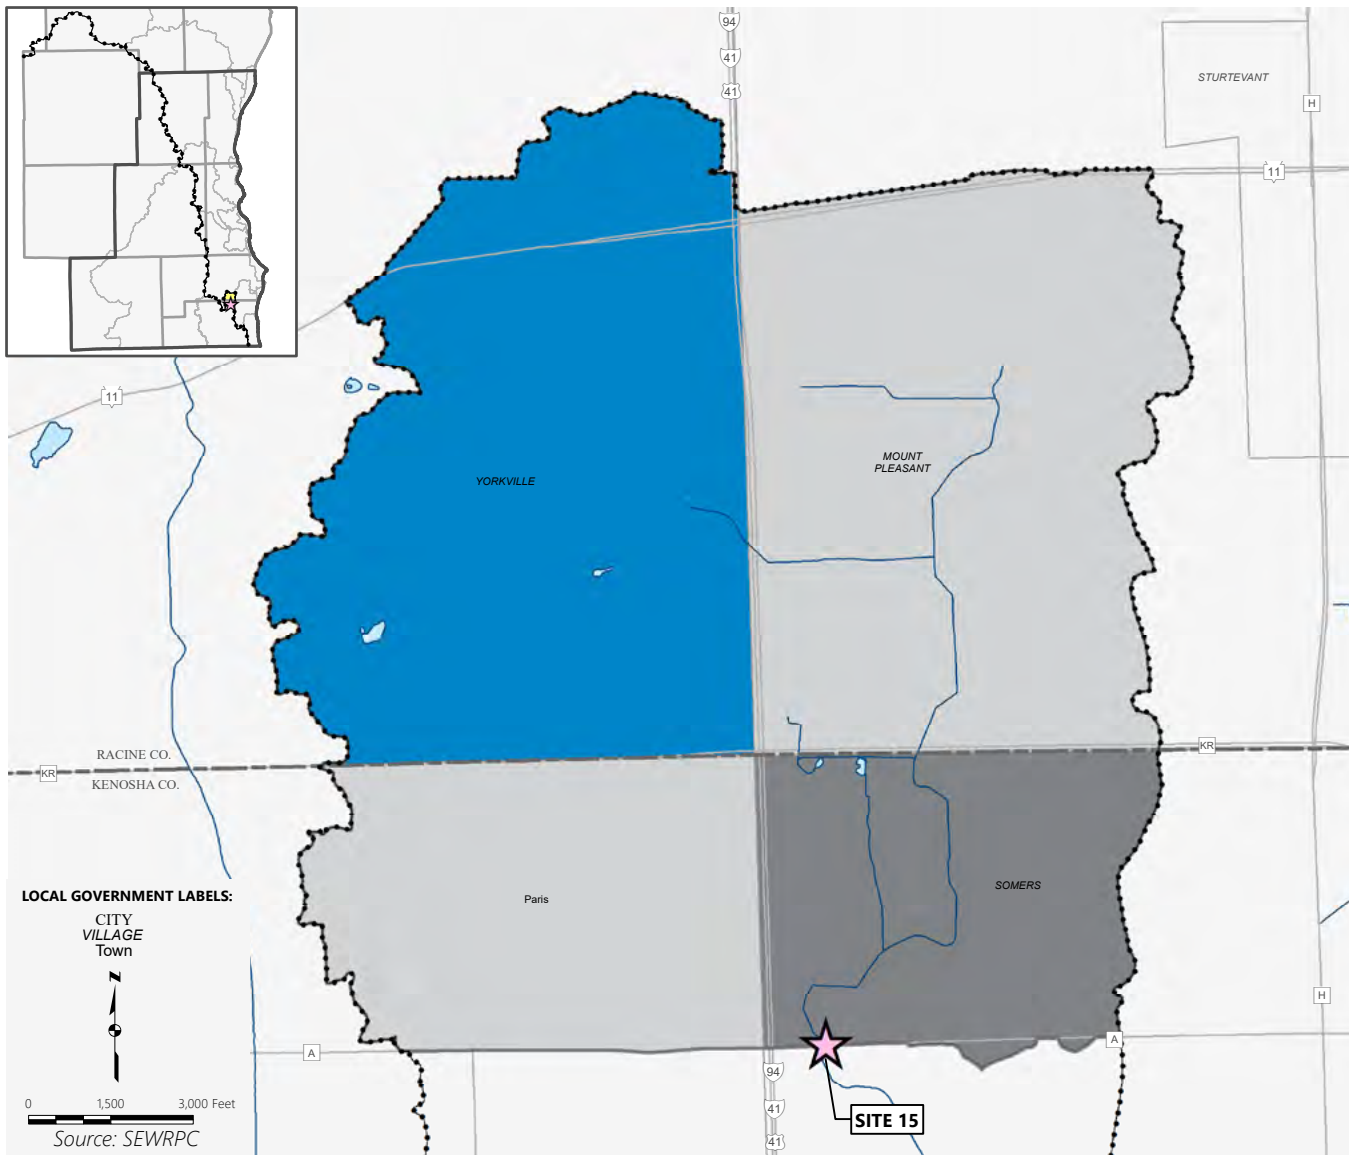 94
41
41
STURTEVANT
H
11
11
MOUNT
PLEASANT
YORKVILLE
RACINE CO.
KR
KR
KENOSHA CO.
SOMERS
Paris
LOCAL GOVERNMENT LABELS:
CITY
VILLAGE
Town
N
H
A
A
94
0 1,500 3,000 Feet
41
SITE 15
Source: SEWRPC
41